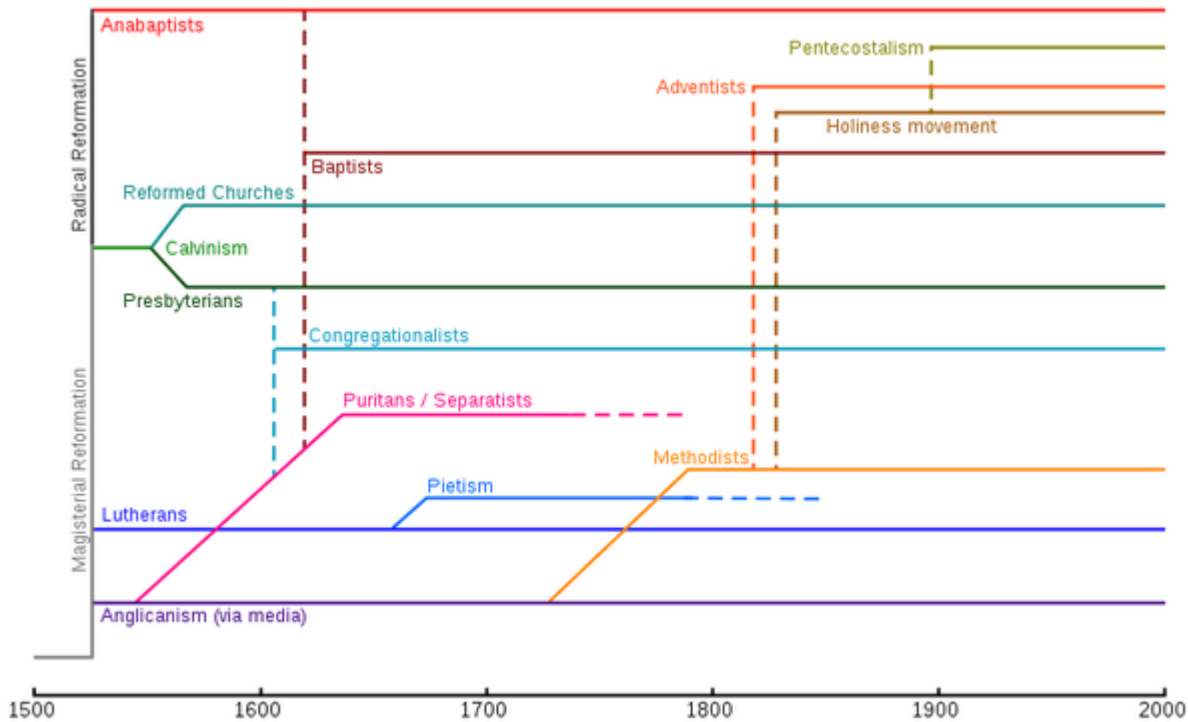 Anabaptists
Pentecostalism
Adventists
Holiness movement
Radical Reformation
Baptists
Reformed Churches
Calvinism
Presbyterians
Congregationalists
Magisterial Reformation
Puritans / Separatists
Methodists
Pietism
Lutherans
Anglicanism (via media)
1500 1600 1700 1800 1900 2000